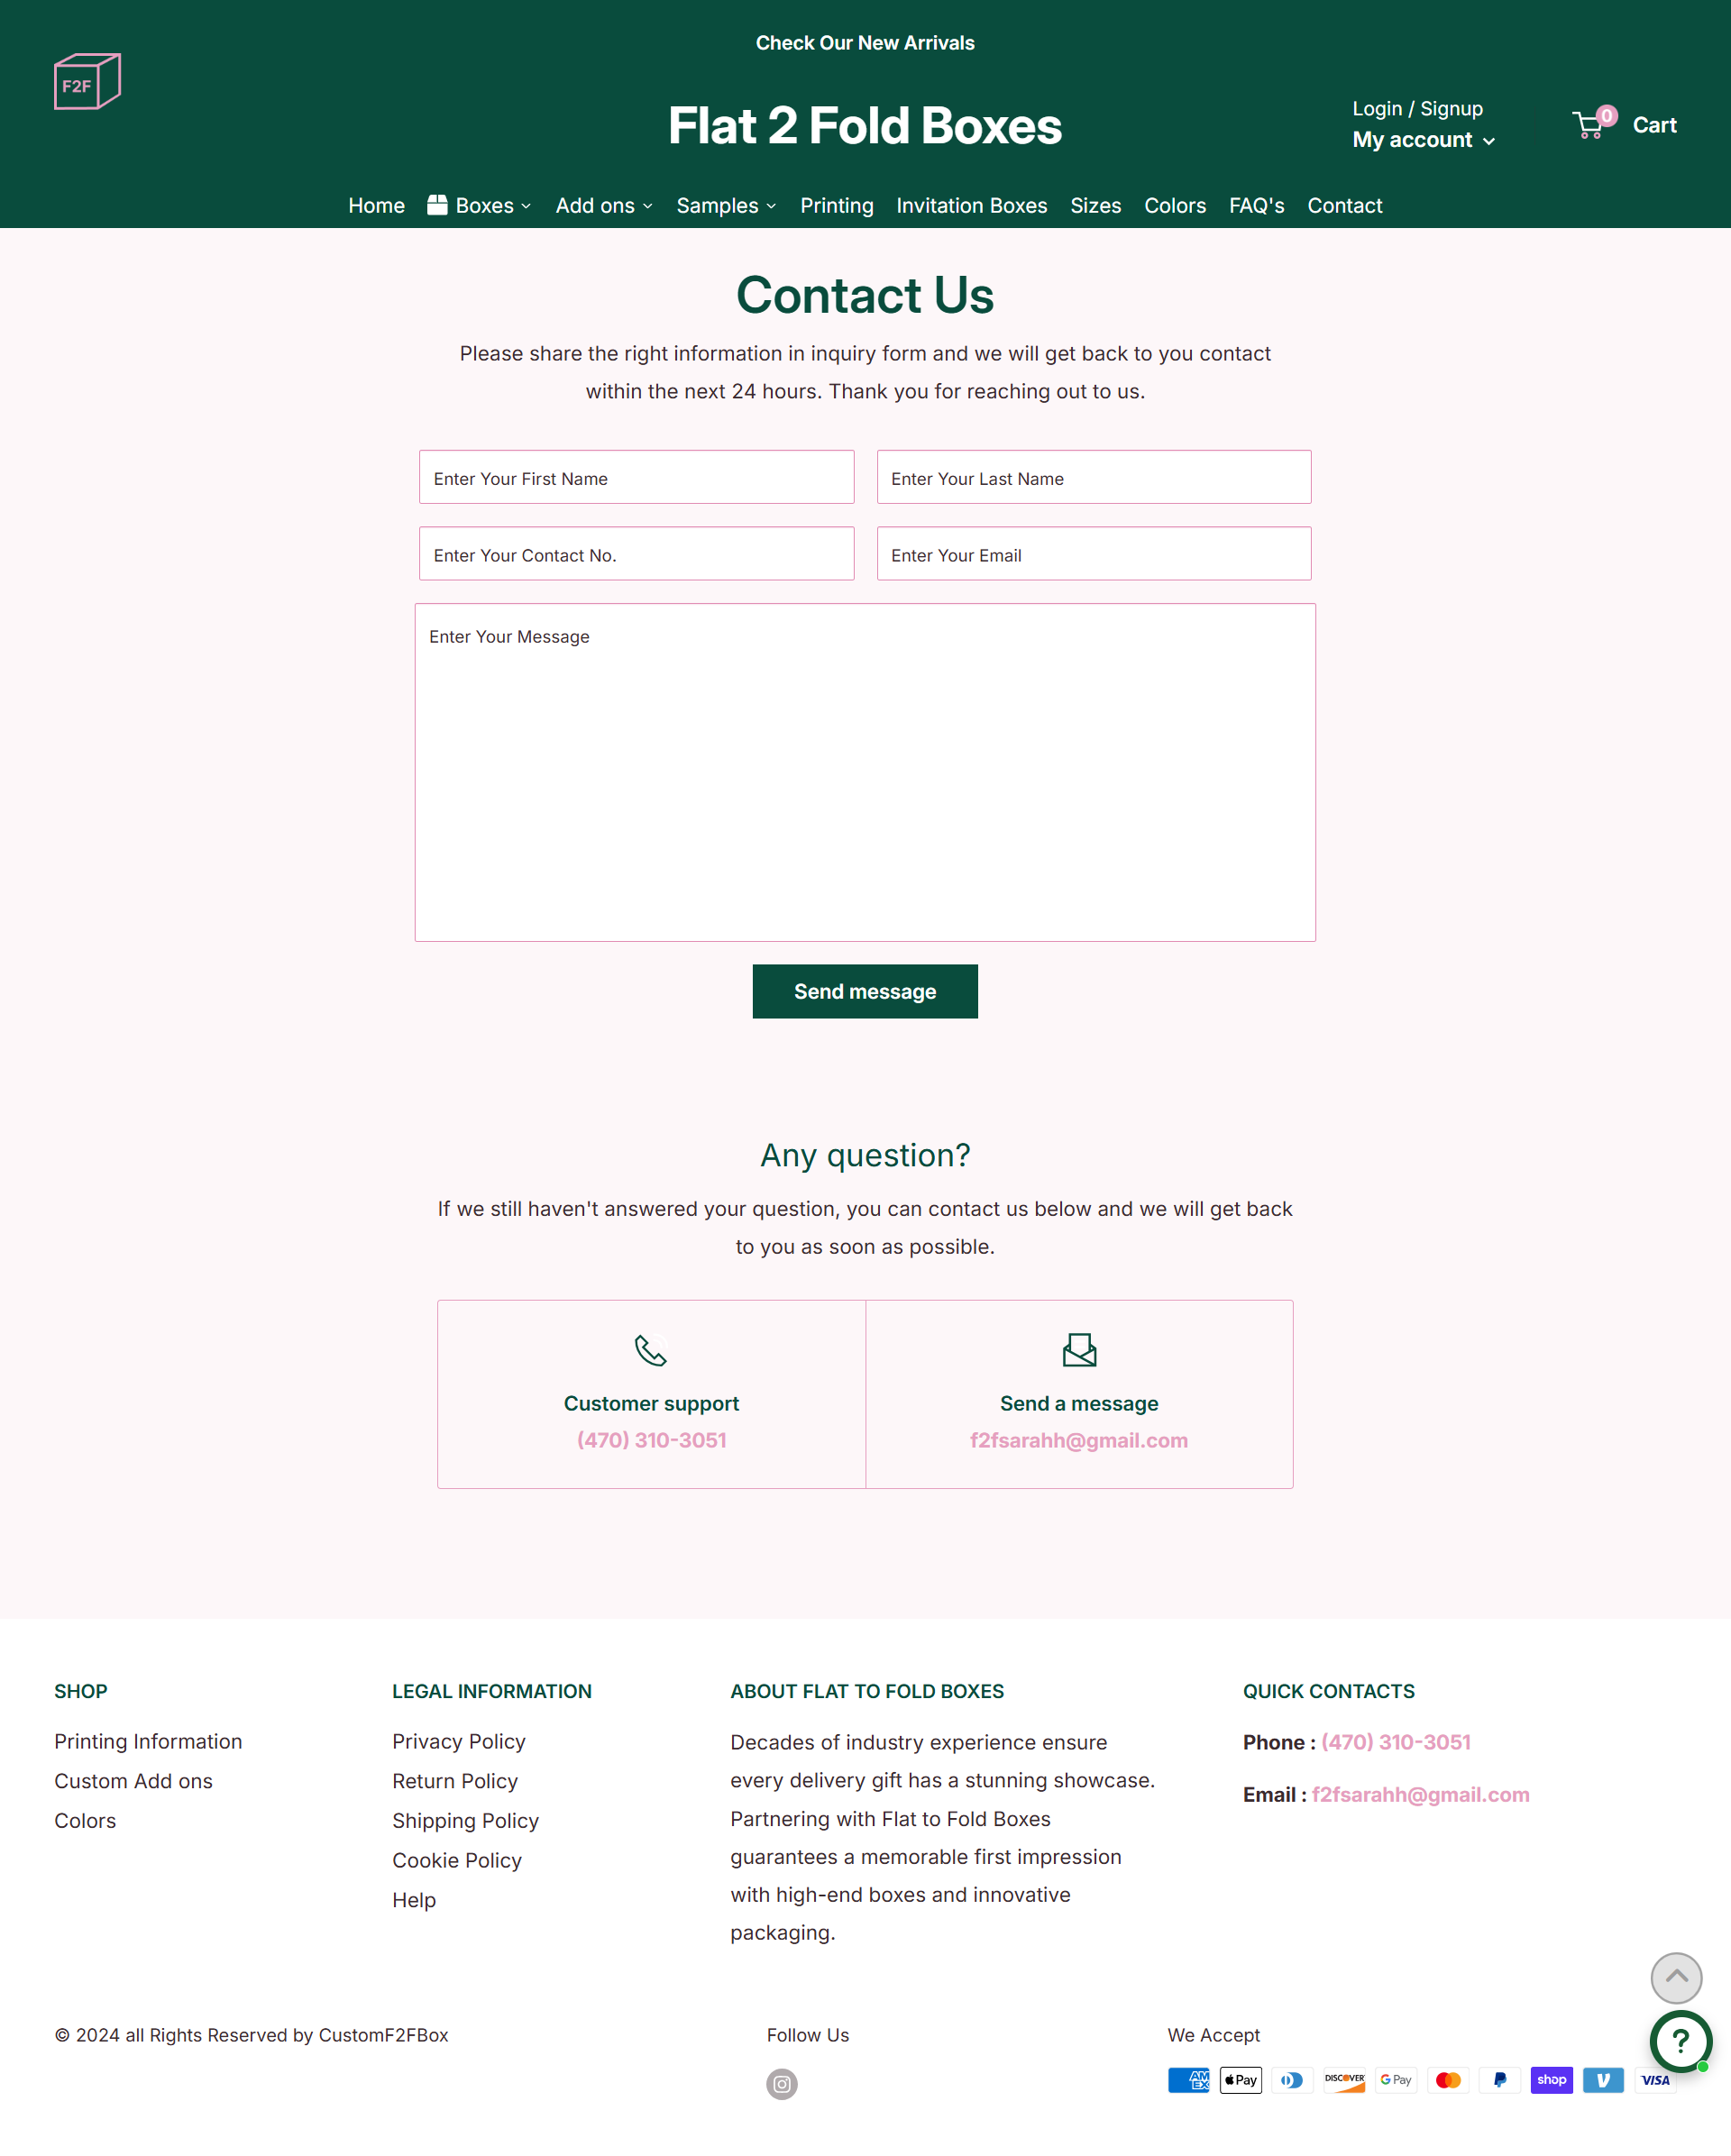 Check Our New Arrivals
F2F
Flat 2 Fold Boxes
Login / Signup
My account
0
Cart
Home Boxes Add ons Samples Printing Invitation Boxes Sizes Colors FAQ's Contact
Contact Us
Please share the right information in inquiry form and we will get back to you contact
within the next 24 hours. Thank you for reaching out to us.
Enter Your First Name
Enter Your Last Name
Enter Your Contact No.
Enter Your Email
Enter Your Message
Send message
Any question?
If we still haven't answered your question, you can contact us below and we will get back
to you as soon as possible.
Customer support
(470) 310-3051
Send a message
f2fsarahh@gmail.com
SHOP
Printing Information
Custom Add ons
Colors
LEGAL INFORMATION
Privacy Policy
Return Policy
Shipping Policy
Cookie Policy
Help
ABOUT FLAT TO FOLD BOXES
Decades of industry experience ensure
every delivery gift has a stunning showcase.
Partnering with Flat to Fold Boxes
guarantees a memorable first impression
with high-end boxes and innovative
packaging.
QUICK CONTACTS
Phone : (470) 310-3051
Email : f2fsarahh@gmail.com
© 2024 all Rights Reserved by CustomF2FBox
Follow Us
We Accept
AMEX Pay DISCOVER G Pay shop VISA
?